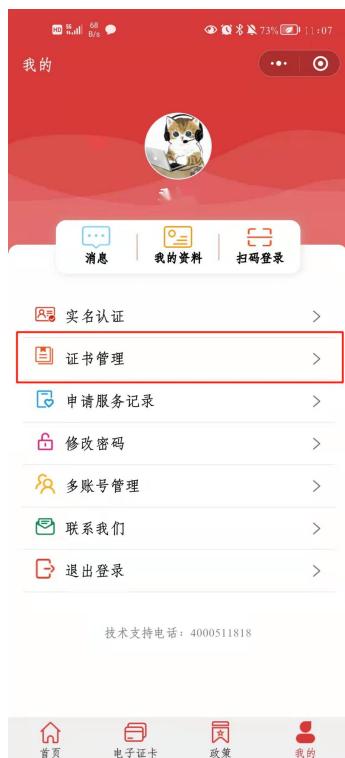 HD 5G 68 B/s 73% 11:07
我的
消息 我的资料 扫码登录
实名认证
证书管理
申请服务记录
修改密码
多账号管理
联系我们
退出登录
技术支持电话：4000511818
首页 电子证卡 政策 我的